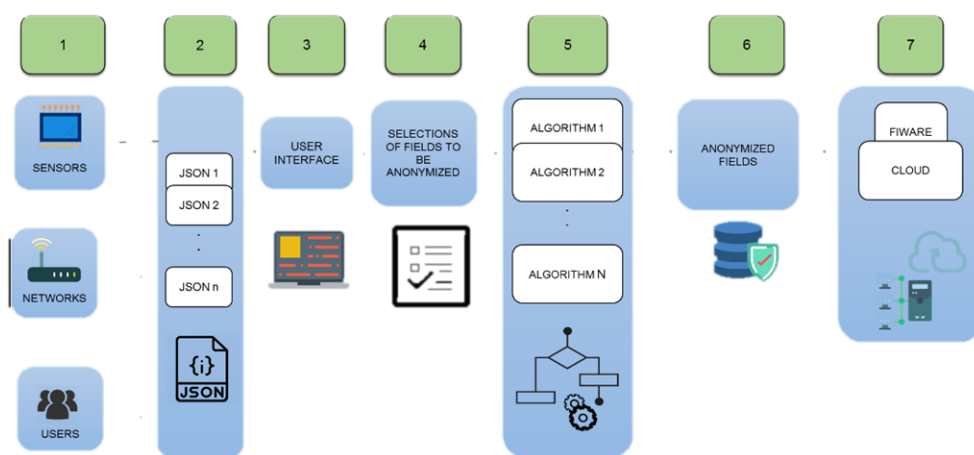 1
2
3
4
5
6
7
SENSORS
NETWORKS
USERS
JSON 1
JSON 2
JSON n
{i}
JSON
USER
INTERFACE
SELECTIONS
OF FIELDS TO
BE
ANONYMIZED
ALGORITHM 1
ALGORITHM 2
ALGORITHM N
ANONYMIZED
FIELDS
FIWARE
CLOUD